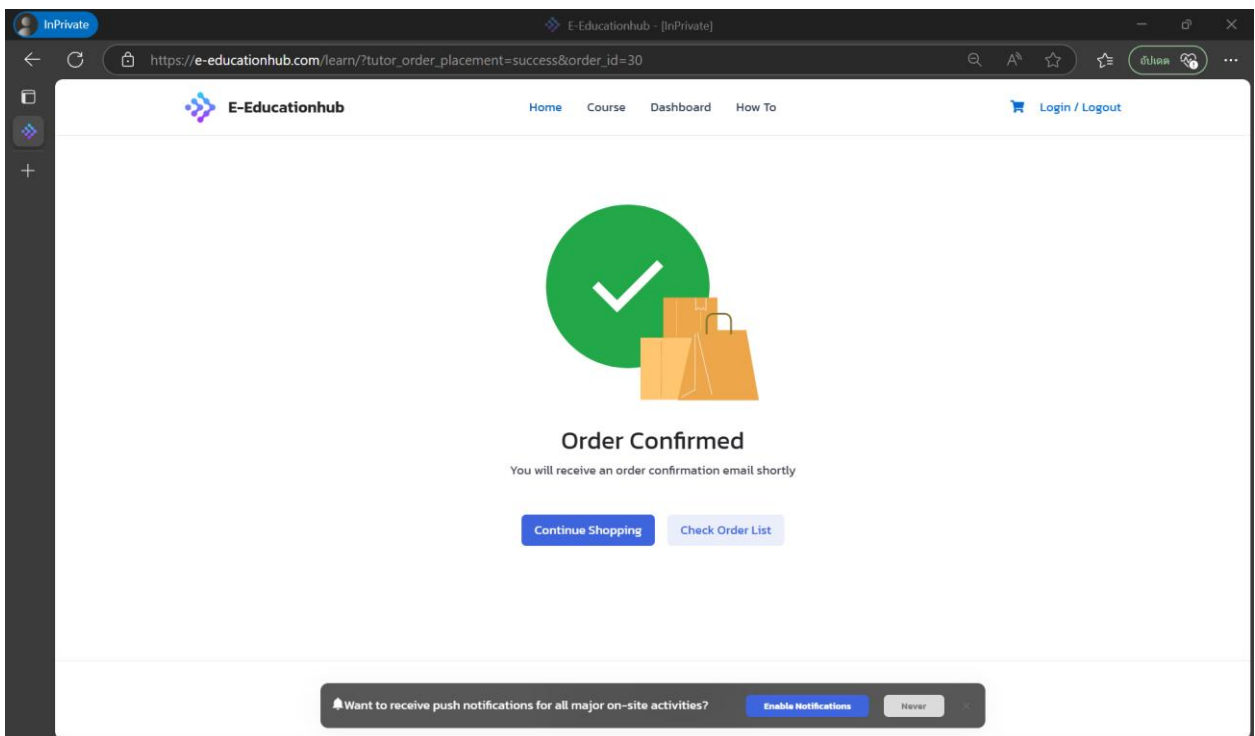 InPrivate
E-Educationhub - [InPrivate]
https://e-educationhub.com/learn/?tutor_order_placement=success&order_id=30
อัปเดต
E-Educationhub
Home Course Dashboard How To
Login / Logout
Order Confirmed
You will receive an order confirmation email shortly
Continue Shopping
Check Order List
Want to receive push notifications for all major on-site activities?
Enable Notifications
Never